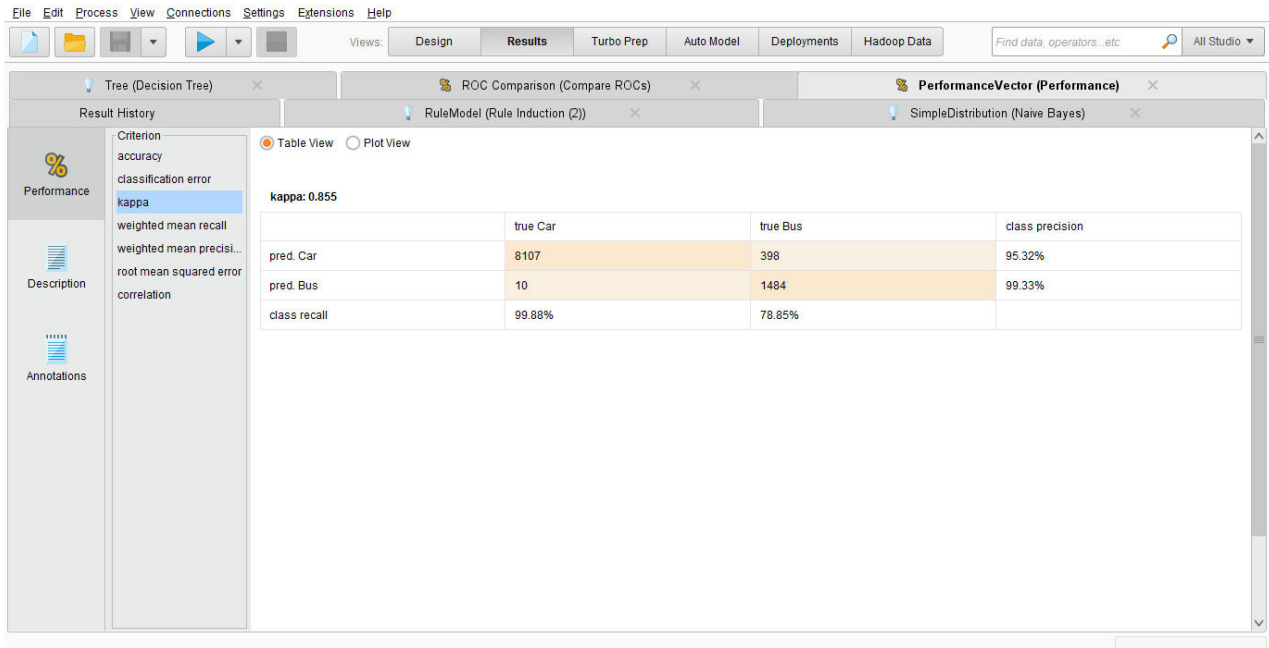 File Edit Process View Connections Settings Extensions Help
Views: Design Results Turbo Prep Auto Model Deployments Hadoop Data Find data, operators...etc All Studio
Tree (Decision Tree) ROC Comparison (Compare ROCs) PerformanceVector (Performance)
Result History RuleModel (Rule Induction (2)) SimpleDistribution (Naive Bayes)
Performance
Description
Annotations
Criterion
accuracy
classification error
kappa
weighted mean recall
weighted mean precisi...
root mean squared error
correlation
Table View Plot View
kappa: 0.855
true Car true Bus class precision
pred. Car 8107 398 95.32%
pred. Bus 10 1484 99.33%
class recall 99.88% 78.85%